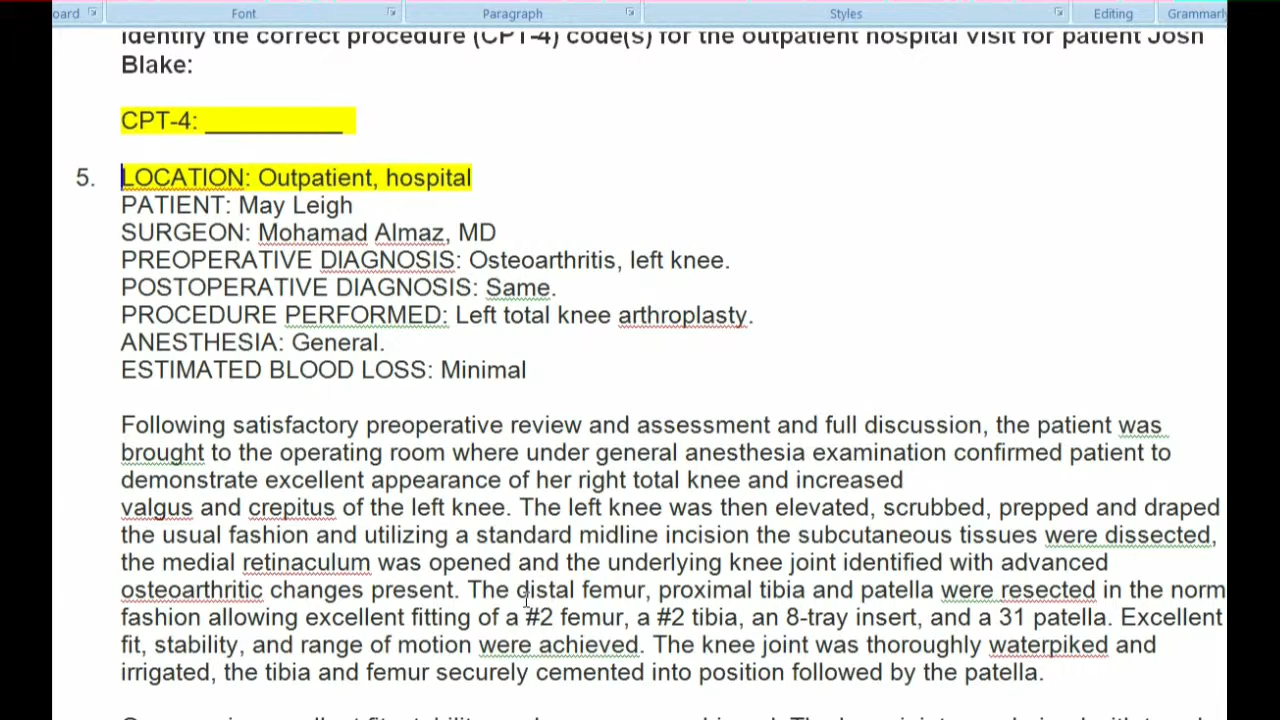 oard Font Paragraph Styles Editing Grammarly
Identify the correct procedure (CPT-4) code(s) for the outpatient hospital visit for patient Josh
Blake:
CPT-4: __________
5. LOCATION: Outpatient, hospital
PATIENT: May Leigh
SURGEON: Mohamad Almaz, MD
PREOPERATIVE DIAGNOSIS: Osteoarthritis, left knee.
POSTOPERATIVE DIAGNOSIS: Same.
PROCEDURE PERFORMED: Left total knee arthroplasty.
ANESTHESIA: General.
ESTIMATED BLOOD LOSS: Minimal
Following satisfactory preoperative review and assessment and full discussion, the patient was
brought to the operating room where under general anesthesia examination confirmed patient to
demonstrate excellent appearance of her right total knee and increased
valgus and crepitus of the left knee. The left knee was then elevated, scrubbed, prepped and draped
the usual fashion and utilizing a standard midline incision the subcutaneous tissues were dissected,
the medial retinaculum was opened and the underlying knee joint identified with advanced
osteoarthritic changes present. The distal femur, proximal tibia and patella were resected in the norm
fashion allowing excellent fitting of a #2 femur, a #2 tibia, an 8-tray insert, and a 31 patella. Excellent
fit, stability, and range of motion were achieved. The knee joint was thoroughly waterpiked and
irrigated, the tibia and femur securely cemented into position followed by the patella.